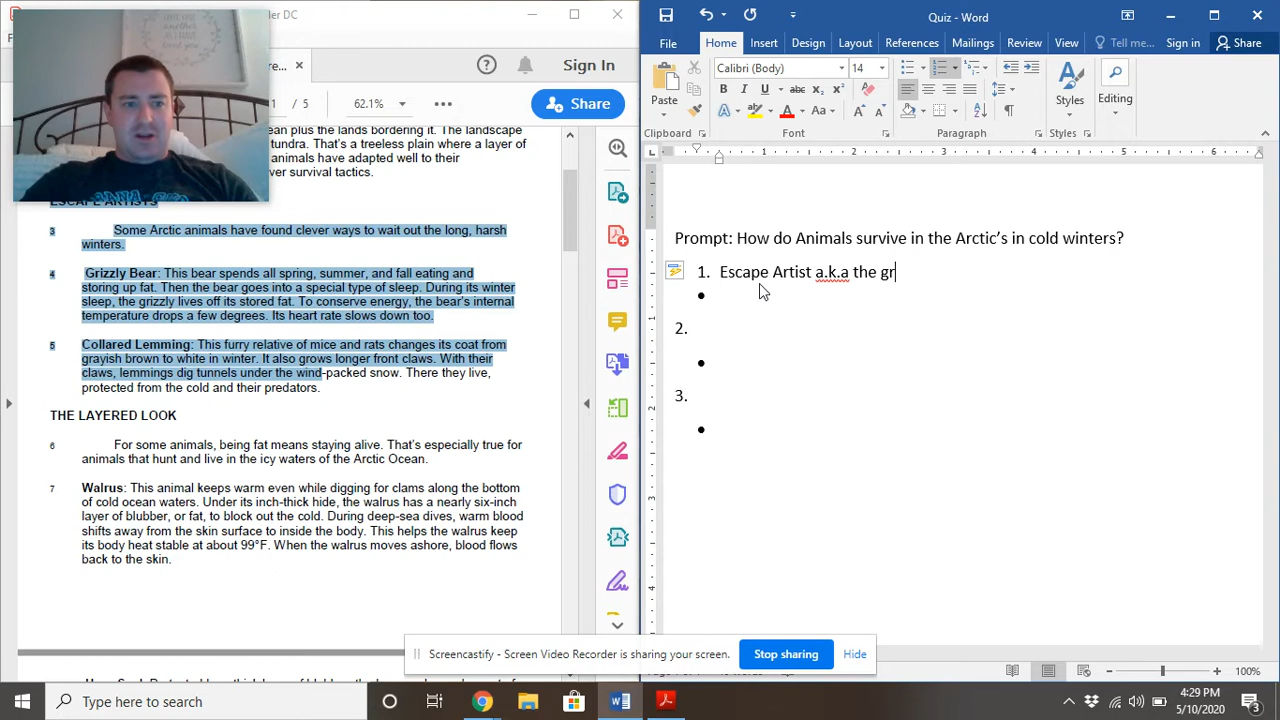 der DC
Quiz - Word
e...
Sign In
File
Home
Insert
Design
Layout
References
Mailings
Review
View
Tell me...
Sign in
Share
1 / 5
62.1%
Share
Calibri (Body)
14
Paste
B I U
Styles
Editing
Clipboard
Font
Paragraph
Styles
1 2 3 4 5 6
ean plus the lands bordering it. The landscape
tundra. That's a treeless plain where a layer of
animals have adapted well to their
ver survival tactics.
ESCAPE ARTISTS
3 Some Arctic animals have found clever ways to wait out the long, harsh
winters.
4 Grizzly Bear: This bear spends all spring, summer, and fall eating and
storing up fat. Then the bear goes into a special type of sleep. During its winter
sleep, the grizzly lives off its stored fat. To conserve energy, the bear's internal
temperature drops a few degrees. Its heart rate slows down too.
5 Collared Lemming: This furry relative of mice and rats changes its coat from
grayish brown to white in winter. It also grows longer front claws. With their
claws, lemmings dig tunnels under the wind-packed snow. There they live,
protected from the cold and their predators.
THE LAYERED LOOK
6 For some animals, being fat means staying alive. That's especially true for
animals that hunt and live in the icy waters of the Arctic Ocean.
7 Walrus: This animal keeps warm even while digging for clams along the bottom
of cold ocean waters. Under its inch-thick hide, the walrus has a nearly six-inch
layer of blubber, or fat, to block out the cold. During deep-sea dives, warm blood
shifts away from the skin surface to inside the body. This helps the walrus keep
its body heat stable at about 99°F. When the walrus moves ashore, blood flows
back to the skin.
Prompt: How do Animals survive in the Arctic's in cold winters?
1. Escape Artist a.k.a the gr
•
2.
•
3.
•
Screencastify - Screen Video Recorder is sharing your screen.
Stop sharing
Hide
100%
Type here to search
4:29 PM
5/10/2020
3